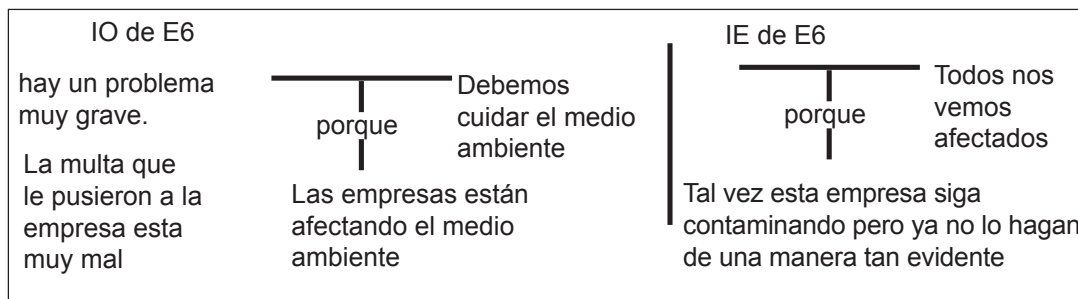 IO de E6
hay un problema
muy grave.
La multa que
le pusieron a la
empresa esta
muy mal
porque
Debemos
cuidar el medio
ambiente
Las empresas están
afectando el medio
ambiente
IE de E6
porque
Todos nos
vemos
afectados
Tal vez esta empresa siga
contaminando pero ya no lo hagan
de una manera tan evidente